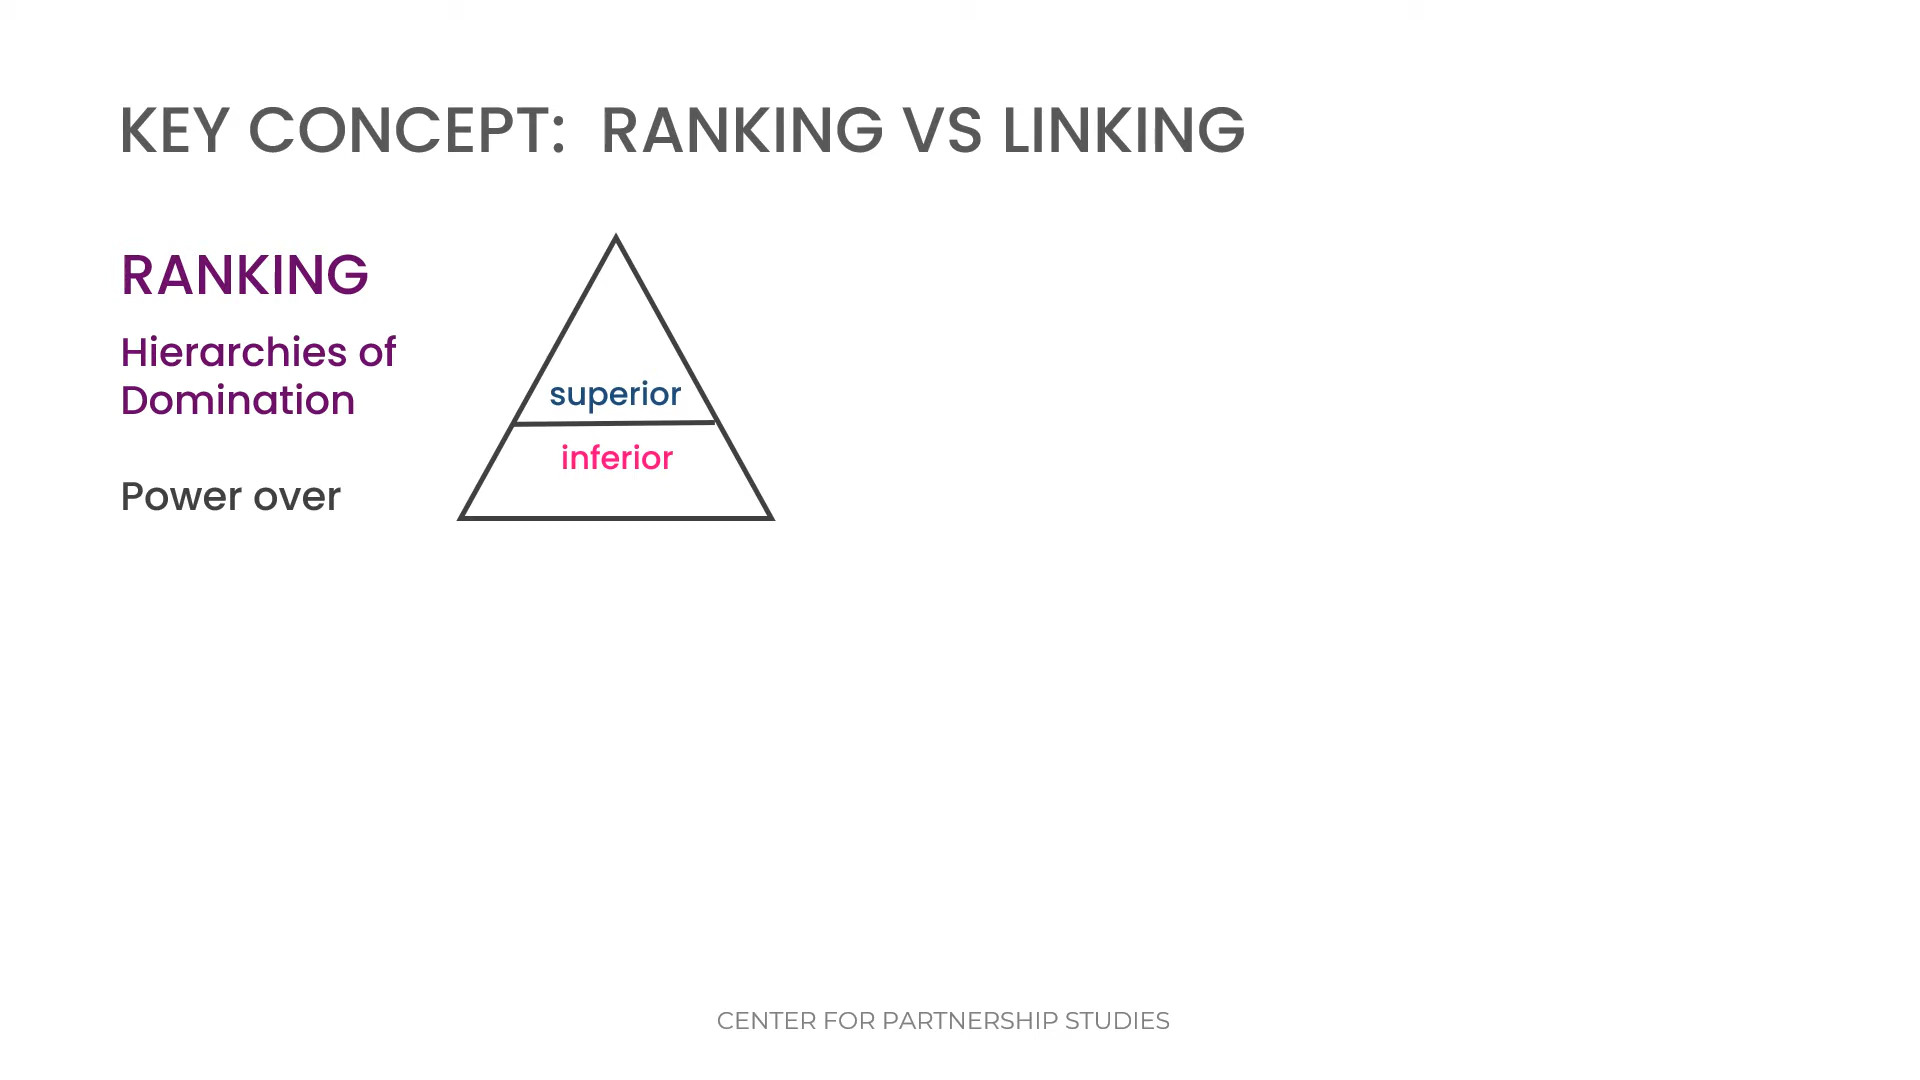 KEY CONCEPT: RANKING VS LINKING
RANKING
Hierarchies of
Domination
Power over
superior
inferior
CENTER FOR PARTNERSHIP STUDIES